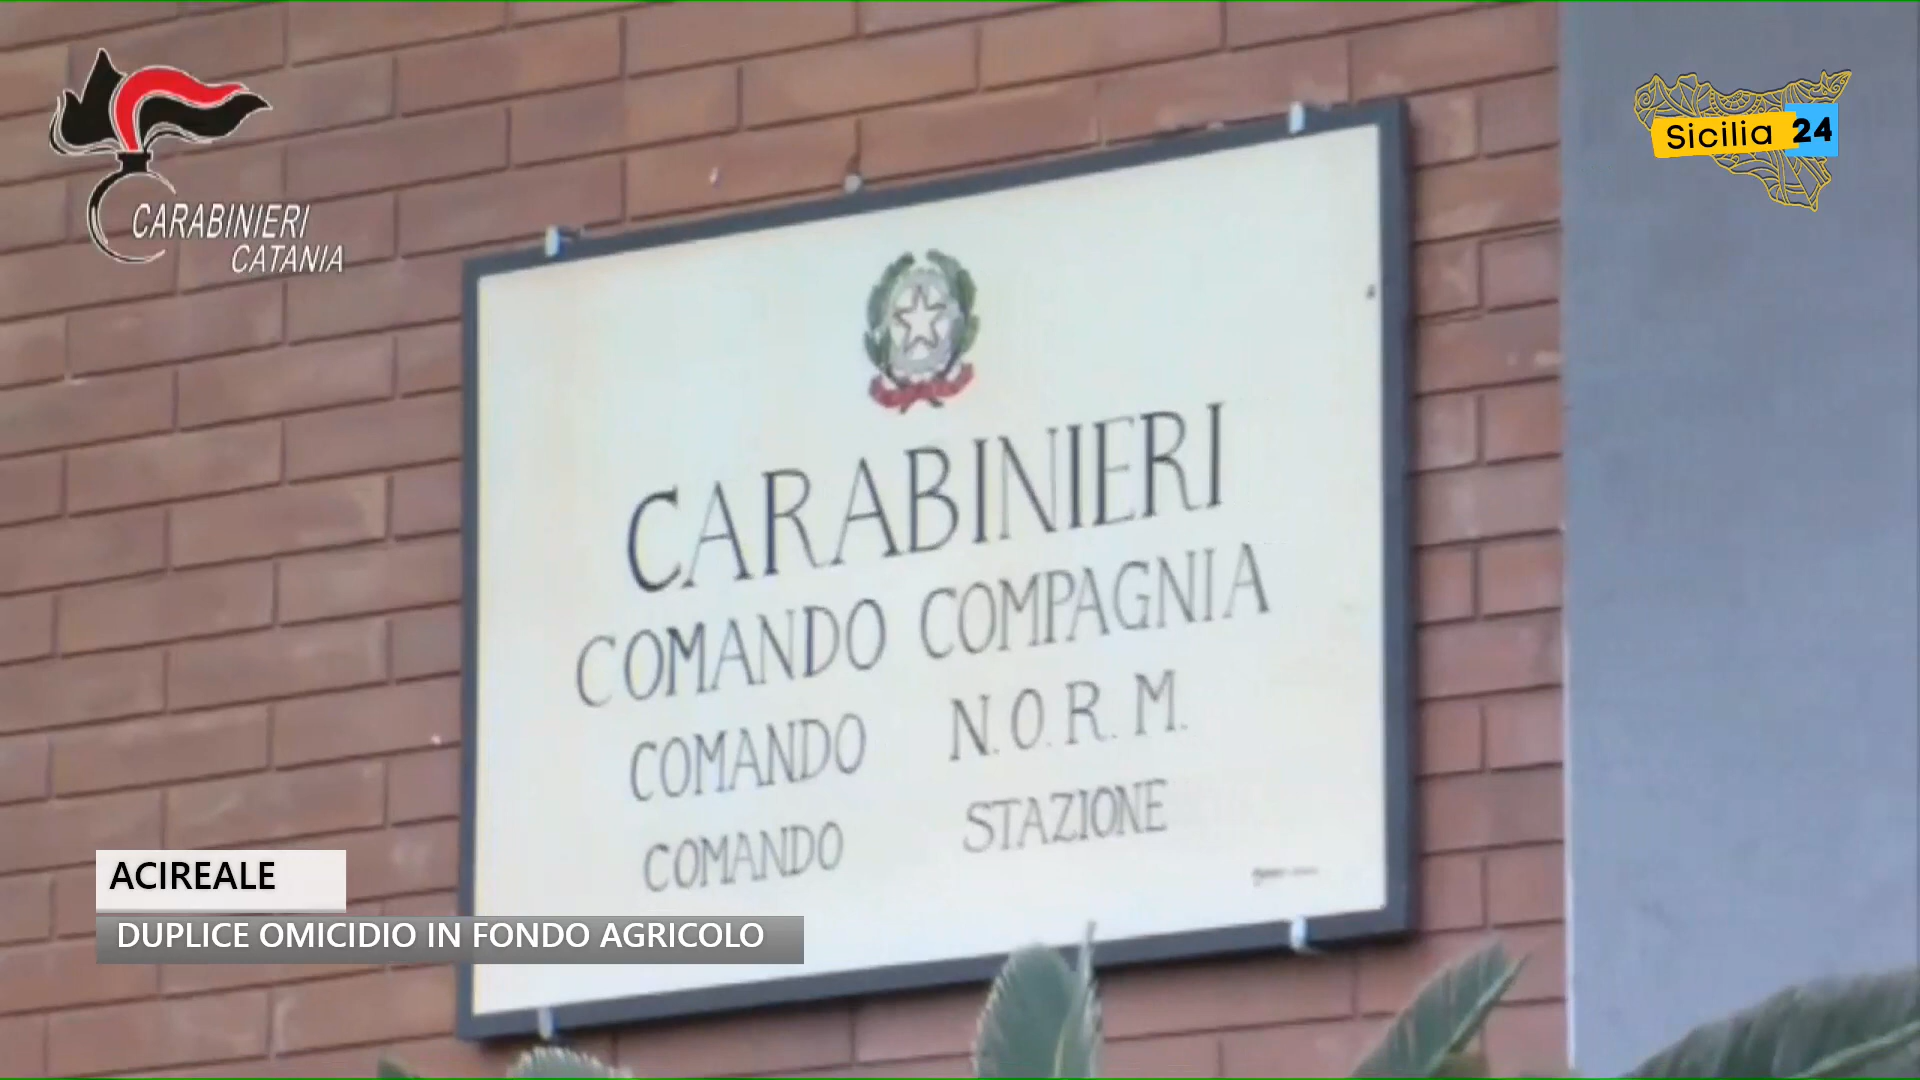 CARABINIERI
CATANIA
Sicilia 24
CARABINIERI
COMANDO COMPAGNIA
COMANDO N.O.R.M.
COMANDO STAZIONE
ACIREALE
DUPLICE OMICIDIO IN FONDO AGRICOLO